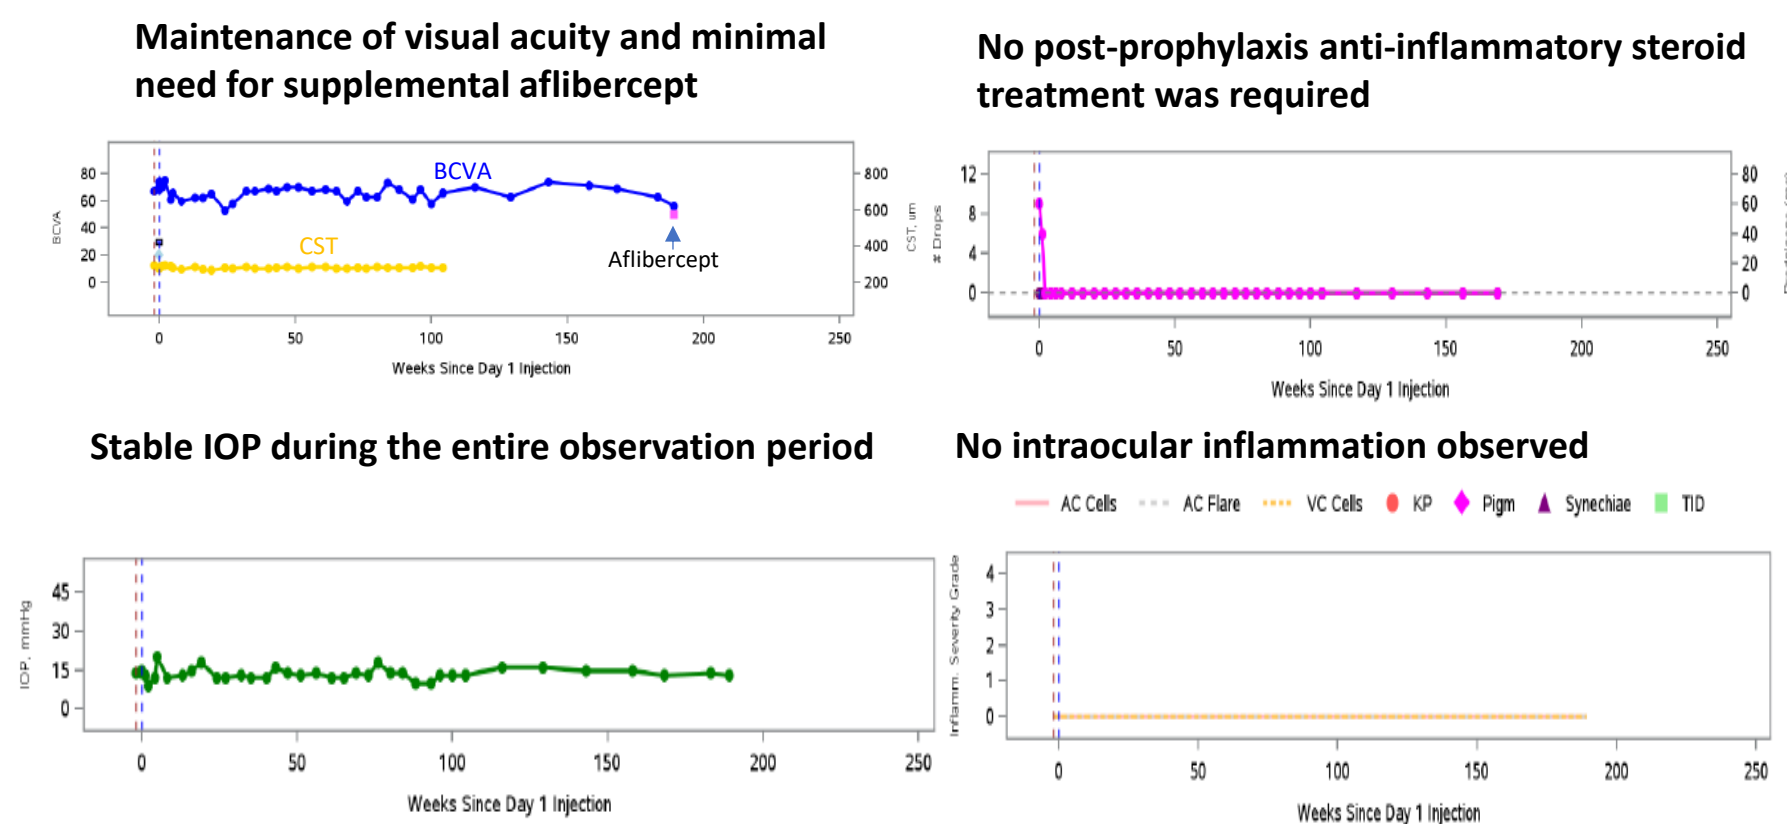 Maintenance of visual acuity and minimal
need for supplemental aflibercept
BCVA
80
60
40
20
0
BCVA
CST
Aflibercept
800
600
400
200
CST, um
0 50 100 150 200 250
Weeks Since Day 1 Injection
No post-prophylaxis anti-inflammatory steroid
treatment was required
# Drops
12
8
4
0
80
60
40
20
0
0 50 100 150 200 250
Weeks Since Day 1 Injection
Stable IOP during the entire observation period
IOP, mmHg
45
30
15
0
0 50 100 150 200 250
Weeks Since Day 1 Injection
No intraocular inflammation observed
AC Cells AC Flare VC Cells KP Pigm Synechiae TID
Inflamm. Severity Grade
4
3
2
1
0
0 50 100 150 200 250
Weeks Since Day 1 Injection